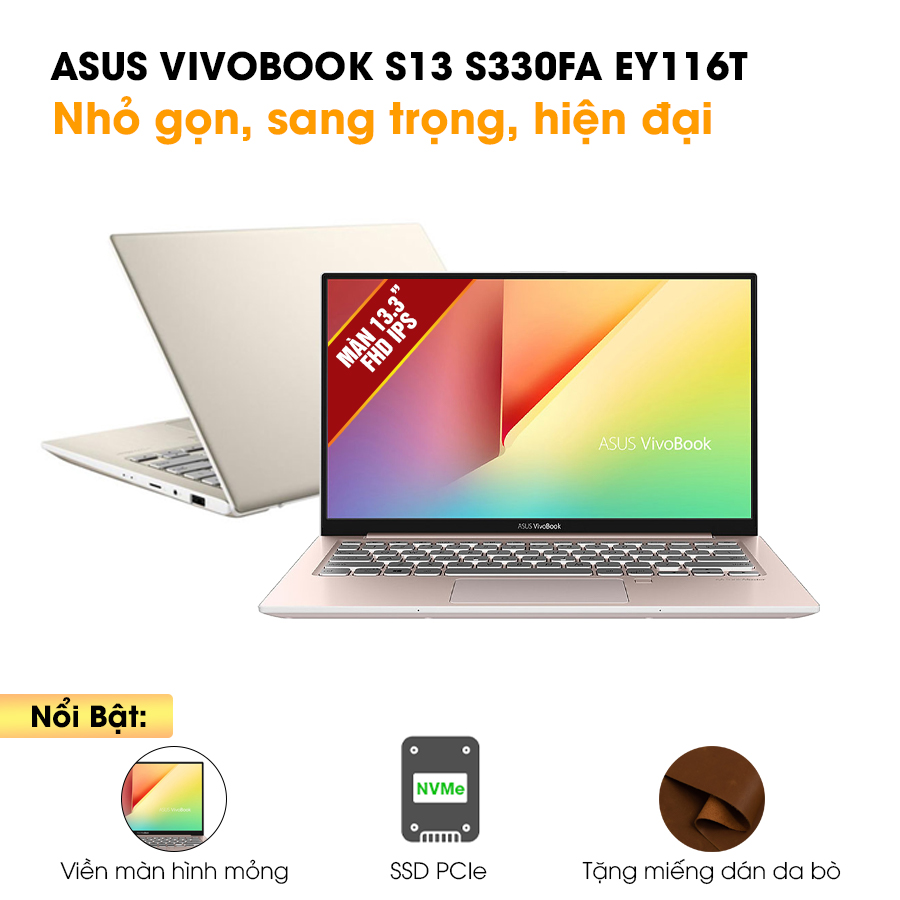 ASUS VIVOBOOK S13 S330FA EY116T
Nhỏ gọn, sang trọng, hiện đại
MÀN 13.3”
FHD IPS
ASUS VivoBook
ASUS VivoBook
Nổi Bật:
NVMe
Viền màn hình mỏng
SSD PCIe
Tặng miếng dán da bò